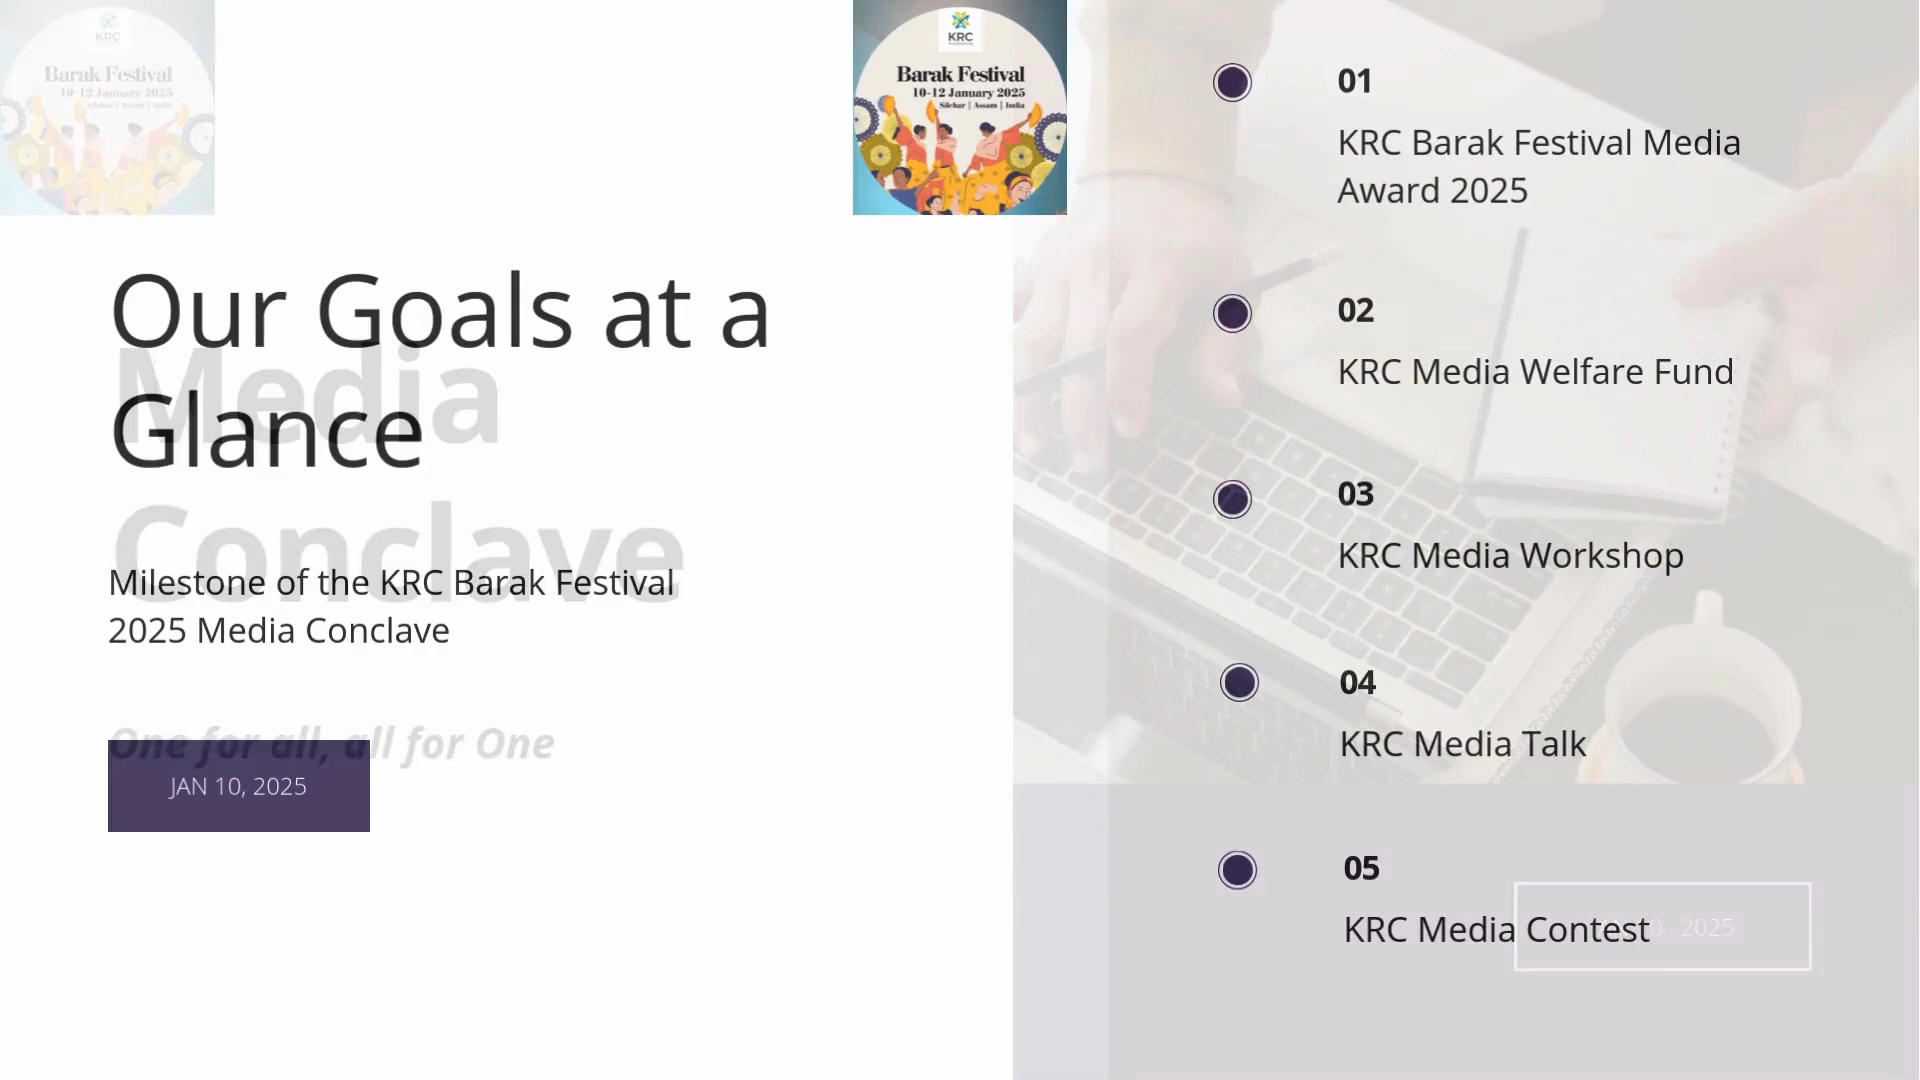 KRC
Barak Festival
10-12 January 2025
Silchar | Assam | India
KRC
Barak Festival
10-12 January 2025
Silchar | Assam | India
Our Goals at a
Glance
Media
Conclave
Milestone of the KRC Barak Festival
2025 Media Conclave
One for all, all for One
JAN 10, 2025
01
KRC Barak Festival Media
Award 2025
02
KRC Media Welfare Fund
03
KRC Media Workshop
04
KRC Media Talk
05
KRC Media Contest
2025